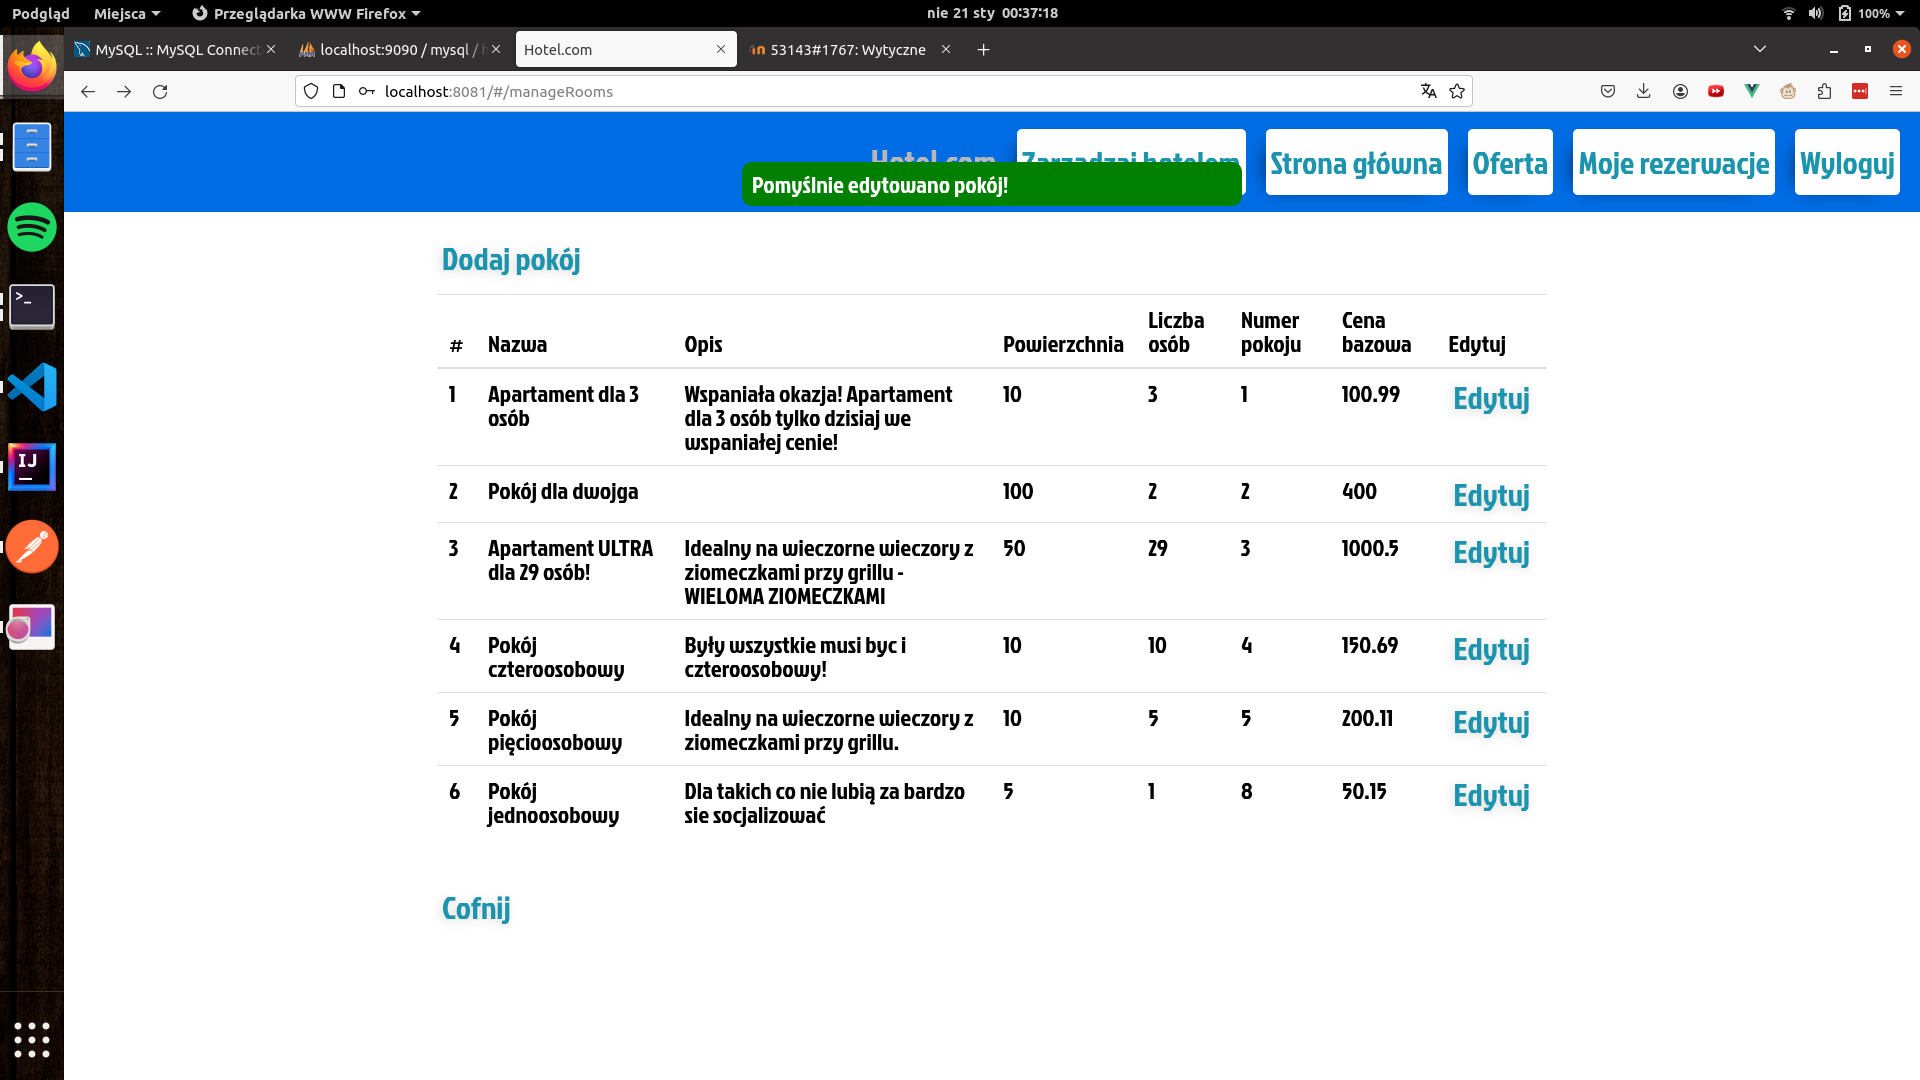 Podgląd Miejsca Przeglądarka WWW Firefox nie 21 sty 00:37:18 100%
MySQL :: MySQL Connect localhost:9090 / mysql / h Hotel.com 53143#1767: Wytyczne
localhost:8081/#/manageRooms
Hotel.com Zarządzaj hotelem Strona główna Oferta Moje rezerwacje Wyloguj
Pomyślnie edytowano pokój!
Dodaj pokój
# Nazwa Opis Powierzchnia Liczba osób Numer pokoju Cena bazowa Edytuj
1 Apartament dla 3 osób Wspaniała okazja! Apartament dla 3 osób tylko dzisiaj we wspaniałej cenie! 10 3 1 100.99 Edytuj
2 Pokój dla dwojga 100 2 2 400 Edytuj
3 Apartament ULTRA dla 29 osób! Idealny na wieczorne wieczory z ziomeczkami przy grillu - WIELOMA ZIOMECZKAMI 50 29 3 1000.5 Edytuj
4 Pokój czteroosobowy Były wszystkie musi byc i czteroosobowy! 10 10 4 150.69 Edytuj
5 Pokój pięcioosobowy Idealny na wieczorne wieczory z ziomeczkami przy grillu. 10 5 5 200.11 Edytuj
6 Pokój jednoosobowy Dla takich co nie lubią za bardzo sie socjalizować 5 1 8 50.15 Edytuj
Cofnij